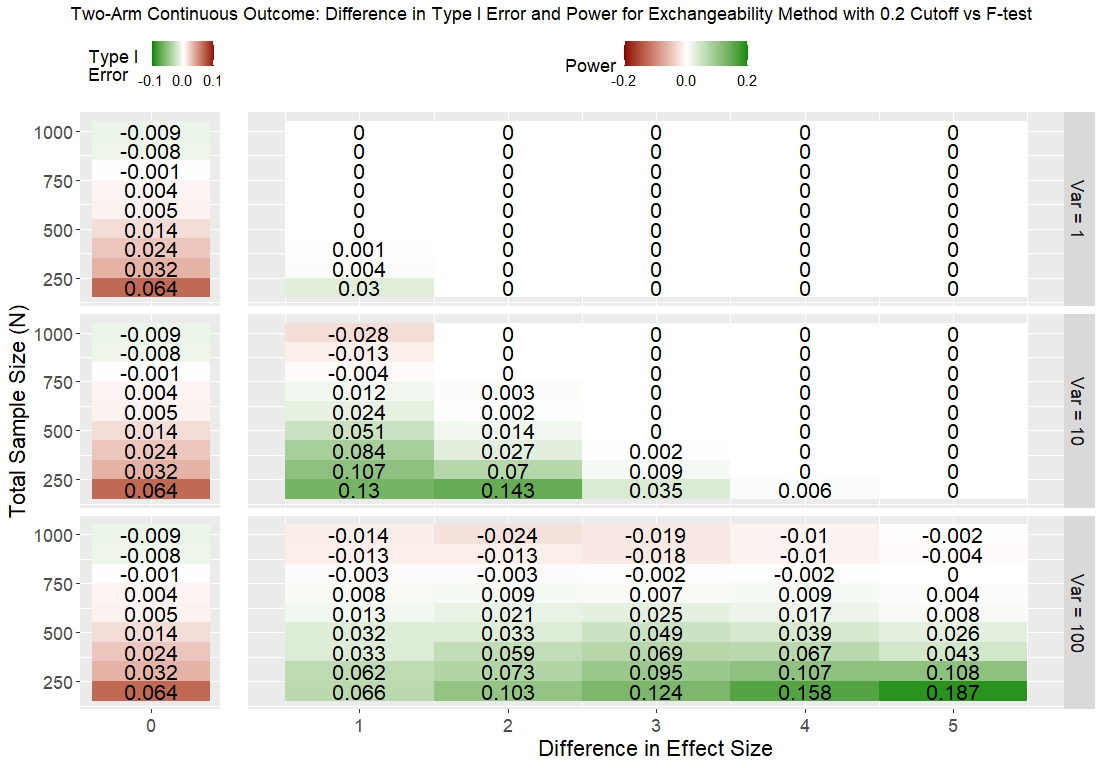 Two-Arm Continuous Outcome: Difference in Type I Error and Power for Exchangeability Method with 0.2 Cutoff vs F-test
Type I Error -0.1 0.0 0.1
Power -0.2 0.0 0.2
Total Sample Size (N)
1000 -0.009 0 0 0 0 0
-0.008 0 0 0 0 0
-0.001 0 0 0 0 0
750 0.004 0 0 0 0 0
0.005 0 0 0 0 0
500 0.014 0 0 0 0 0
0.024 0.001 0 0 0 0
0.032 0.004 0 0 0 0
250 0.064 0.03 0 0 0 0
Var = 1
1000 -0.009 -0.028 0 0 0 0
-0.008 -0.013 0 0 0 0
-0.001 -0.004 0 0 0 0
750 0.004 0.012 0.003 0 0 0
0.005 0.024 0.002 0 0 0
500 0.014 0.051 0.014 0 0 0
0.024 0.084 0.027 0.002 0 0
0.032 0.107 0.07 0.009 0 0
250 0.064 0.13 0.143 0.035 0.006 0
Var = 10
1000 -0.009 -0.014 -0.024 -0.019 -0.01 -0.002
-0.008 -0.013 -0.013 -0.018 -0.01 -0.004
-0.001 -0.003 -0.003 -0.002 -0.002 0
750 0.004 0.008 0.009 0.007 0.009 0.004
0.005 0.013 0.021 0.025 0.017 0.008
500 0.014 0.032 0.033 0.049 0.039 0.026
0.024 0.033 0.059 0.069 0.067 0.043
0.032 0.062 0.073 0.095 0.107 0.108
250 0.064 0.066 0.103 0.124 0.158 0.187
Var = 100
0 1 2 3 4 5
Difference in Effect Size